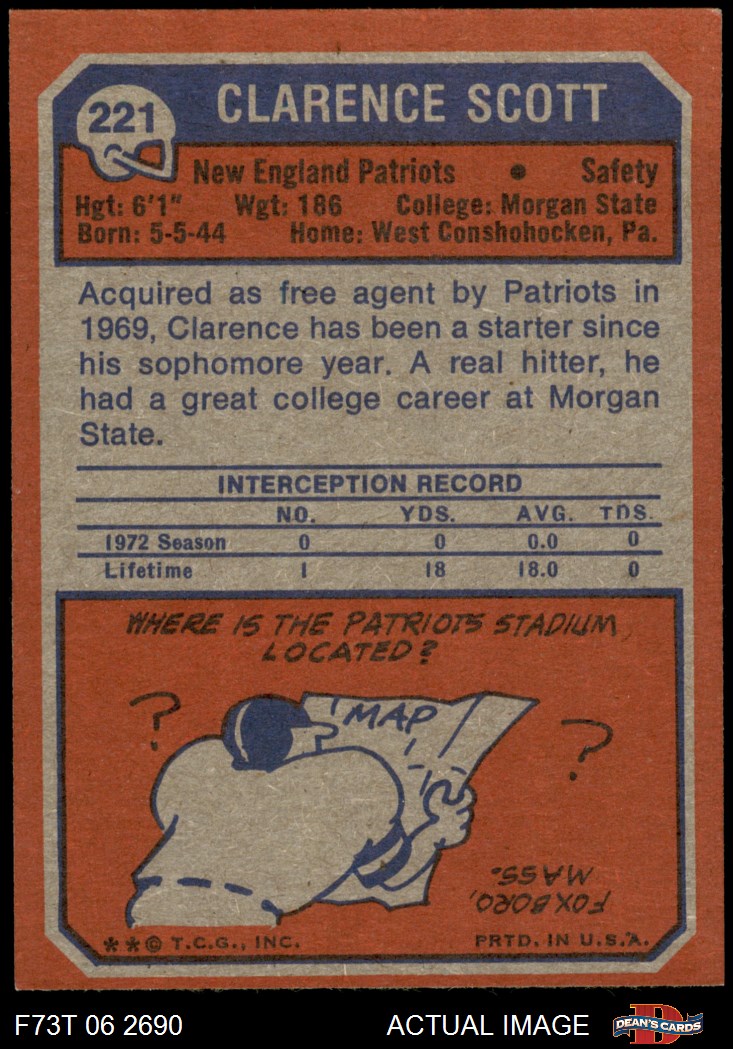 221
CLARENCE SCOTT
New England Patriots • Safety
Hgt: 6'1" Wgt: 186 College: Morgan State
Born: 5-5-44 Home: West Conshohocken, Pa.
Acquired as free agent by Patriots in
1969, Clarence has been a starter since
his sophomore year. A real hitter, he
had a great college career at Morgan
State.
INTERCEPTION RECORD
NO. YDS. AVG. TDS.
1972 Season 0 0 0.0 0
Lifetime 1 18 18.0 0
WHERE IS THE PATRIOTS STADIUM,
LOCATED?
? MAP ?
FOXBORO,
MASS.
**© T.C.G., INC. PRTD. IN U.S.A.
F73T 06 2690 ACTUAL IMAGE D DEAN'S CARDS